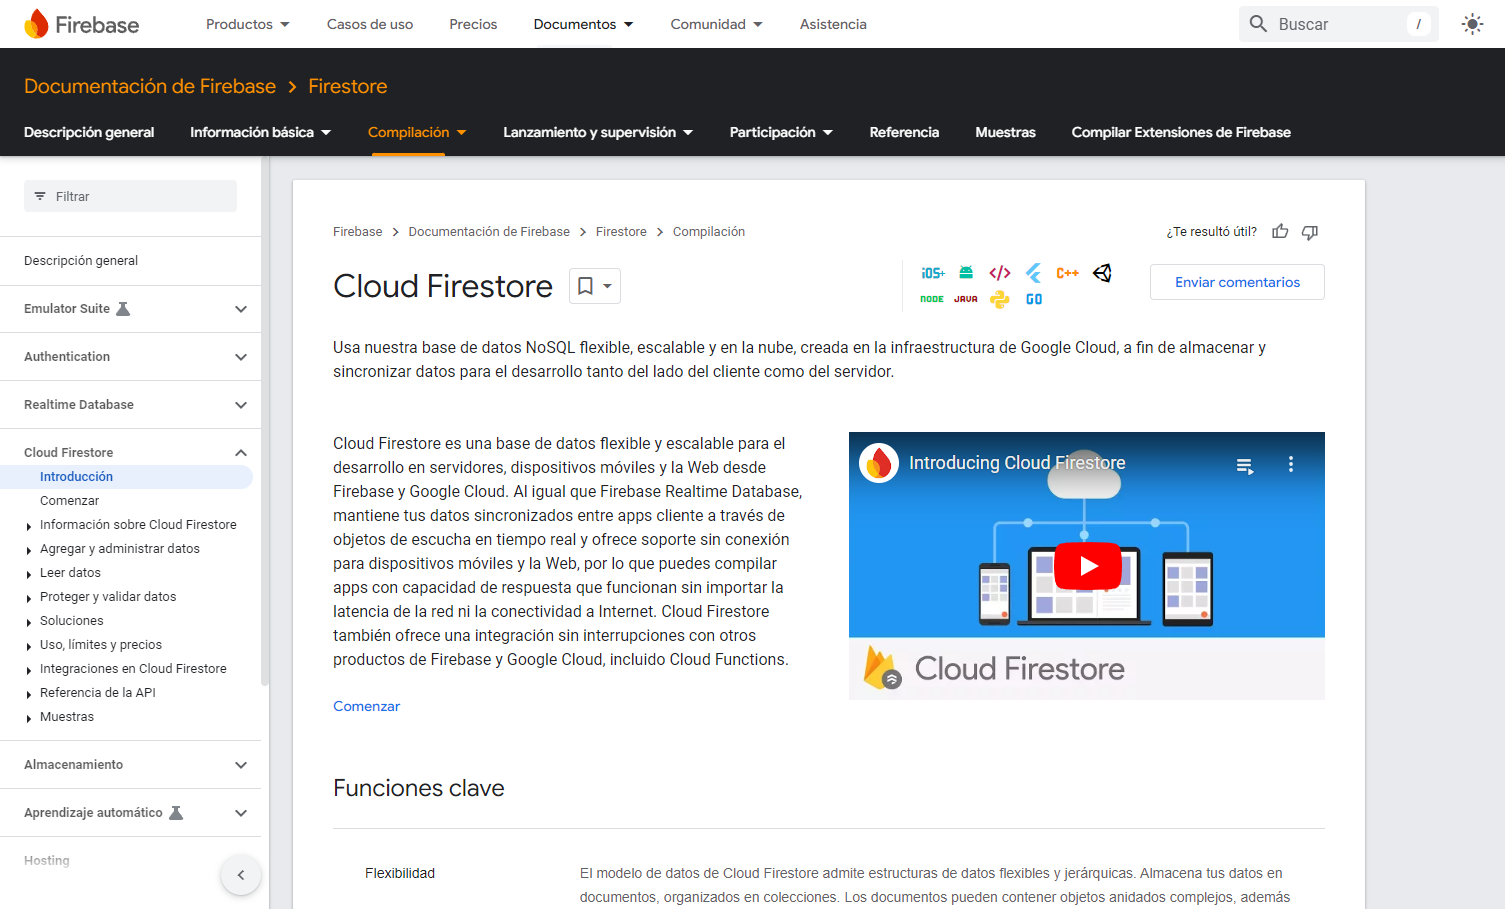 Firebase
Productos
Casos de uso
Precios
Documentos
Comunidad
Asistencia
Buscar
/
Documentación de Firebase
Firestore
Descripción general
Información básica
Compilación
Lanzamiento y supervisión
Participación
Referencia
Muestras
Compilar Extensiones de Firebase
Filtrar
Descripción general
Emulator Suite
Authentication
Realtime Database
Cloud Firestore
Introducción
Comenzar
Información sobre Cloud Firestore
Agregar y administrar datos
Leer datos
Proteger y validar datos
Soluciones
Uso, límites y precios
Integraciones en Cloud Firestore
Referencia de la API
Muestras
Almacenamiento
Aprendizaje automático
Hosting
Firebase
Documentación de Firebase
Firestore
Compilación
¿Te resultó útil?
Cloud Firestore
iOS+
C++
NODE
JAVA
GO
Enviar comentarios
Usa nuestra base de datos NoSQL flexible, escalable y en la nube, creada en la infraestructura de Google Cloud, a fin de almacenar y
sincronizar datos para el desarrollo tanto del lado del cliente como del servidor.
Cloud Firestore es una base de datos flexible y escalable para el
desarrollo en servidores, dispositivos móviles y la Web desde
Firebase y Google Cloud. Al igual que Firebase Realtime Database,
mantiene tus datos sincronizados entre apps cliente a través de
objetos de escucha en tiempo real y ofrece soporte sin conexión
para dispositivos móviles y la Web, por lo que puedes compilar
apps con capacidad de respuesta que funcionan sin importar la
latencia de la red ni la conectividad a Internet. Cloud Firestore
también ofrece una integración sin interrupciones con otros
productos de Firebase y Google Cloud, incluido Cloud Functions.
Comenzar
Introducing Cloud Firestore
Cloud Firestore
Funciones clave
Flexibilidad
El modelo de datos de Cloud Firestore admite estructuras de datos flexibles y jerárquicas. Almacena tus datos en
documentos, organizados en colecciones. Los documentos pueden contener objetos anidados complejos, además